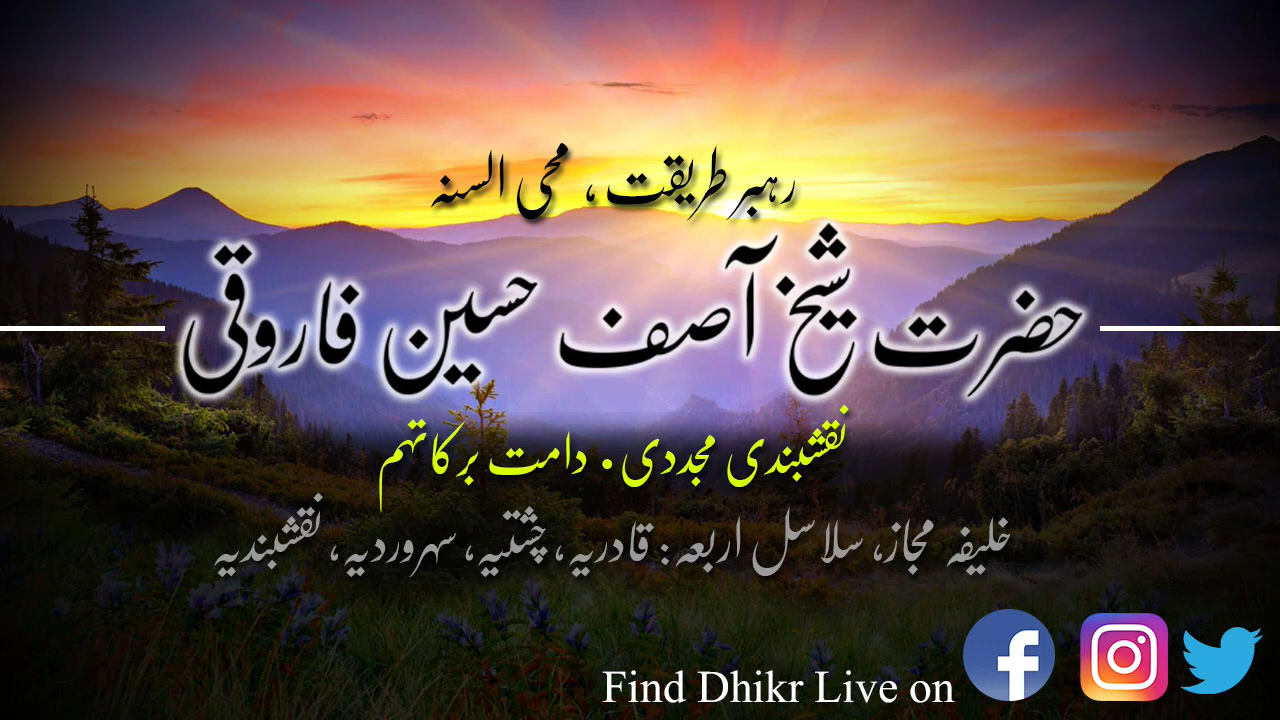 رہبر طریقت، محی السنہ
حضرت شیخ آصف حسین فاروقی
نقشبندی مجددی۔ دامت برکاتہم
خلیفہ مجاز، سلاسل اربعہ: قادریہ، چشتیہ، سہروردیہ، نقشبندیہ
Find Dhikr Live on